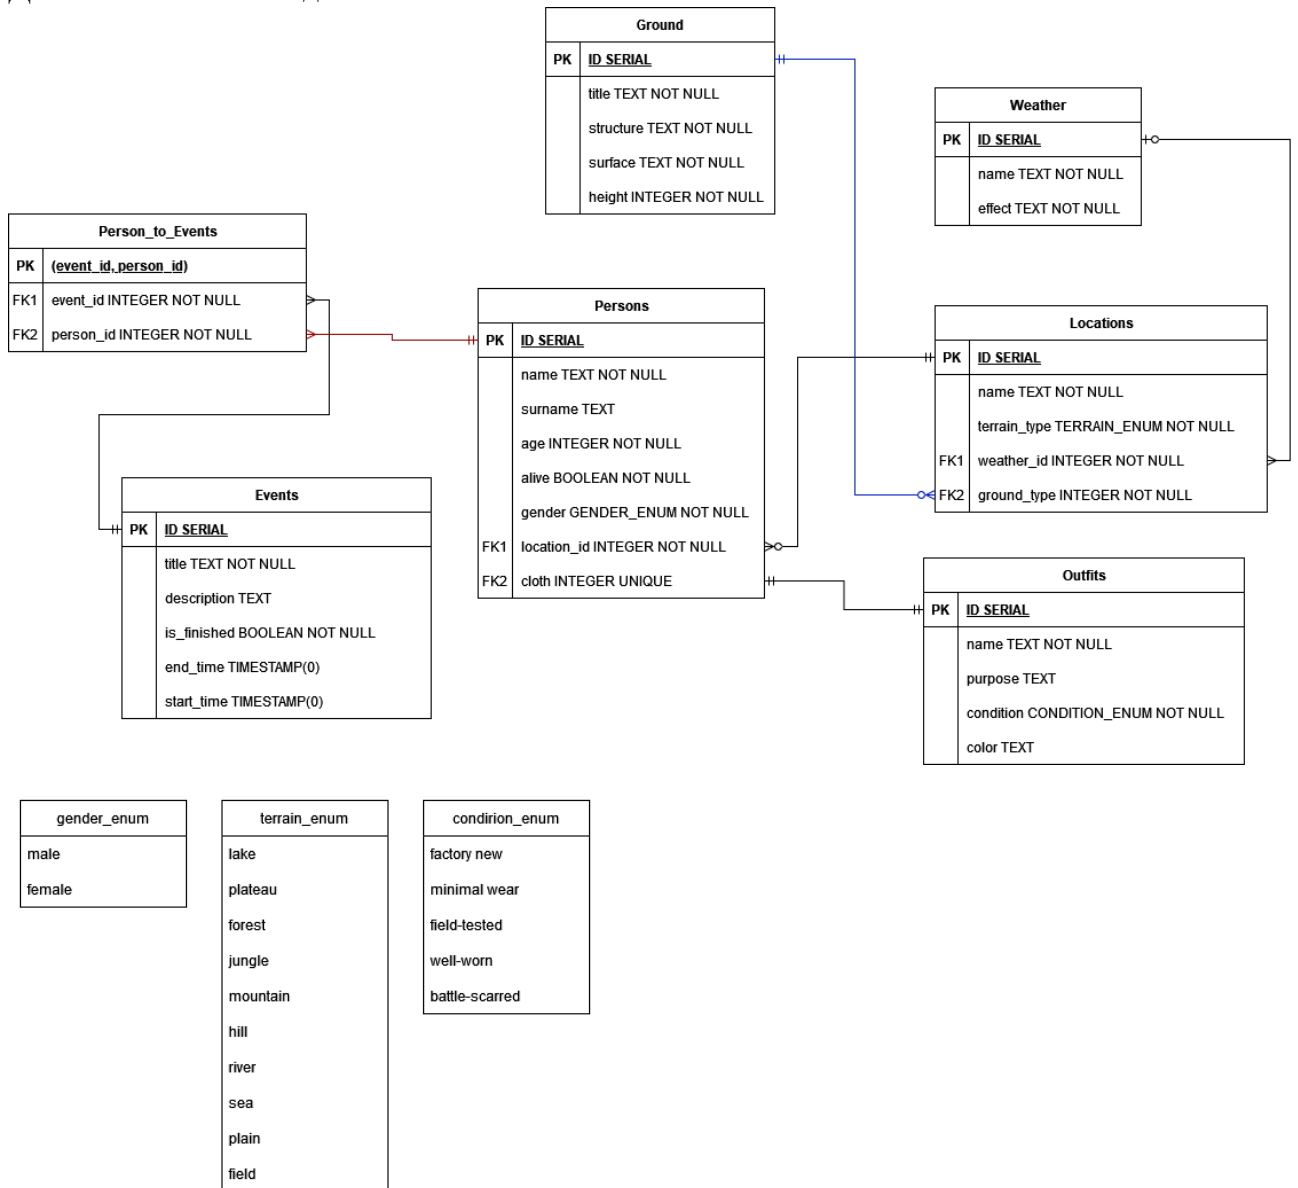 Ground
PK ID SERIAL
title TEXT NOT NULL
structure TEXT NOT NULL
surface TEXT NOT NULL
height INTEGER NOT NULL
Weather
PK ID SERIAL
name TEXT NOT NULL
effect TEXT NOT NULL
Person_to_Events
PK (event_id, person_id)
FK1 event_id INTEGER NOT NULL
FK2 person_id INTEGER NOT NULL
Persons
PK ID SERIAL
name TEXT NOT NULL
surname TEXT
age INTEGER NOT NULL
alive BOOLEAN NOT NULL
gender GENDER_ENUM NOT NULL
FK1 location_id INTEGER NOT NULL
FK2 cloth INTEGER UNIQUE
Locations
PK ID SERIAL
name TEXT NOT NULL
terrain_type TERRAIN_ENUM NOT NULL
FK1 weather_id INTEGER NOT NULL
FK2 ground_type INTEGER NOT NULL
Events
PK ID SERIAL
title TEXT NOT NULL
description TEXT
is_finished BOOLEAN NOT NULL
end_time TIMESTAMP(0)
start_time TIMESTAMP(0)
Outfits
PK ID SERIAL
name TEXT NOT NULL
purpose TEXT
condition CONDITION_ENUM NOT NULL
color TEXT
gender_enum
male
female
terrain_enum
lake
plateau
forest
jungle
mountain
hill
river
sea
plain
field
condirion_enum
factory new
minimal wear
field-tested
well-worn
battle-scarred